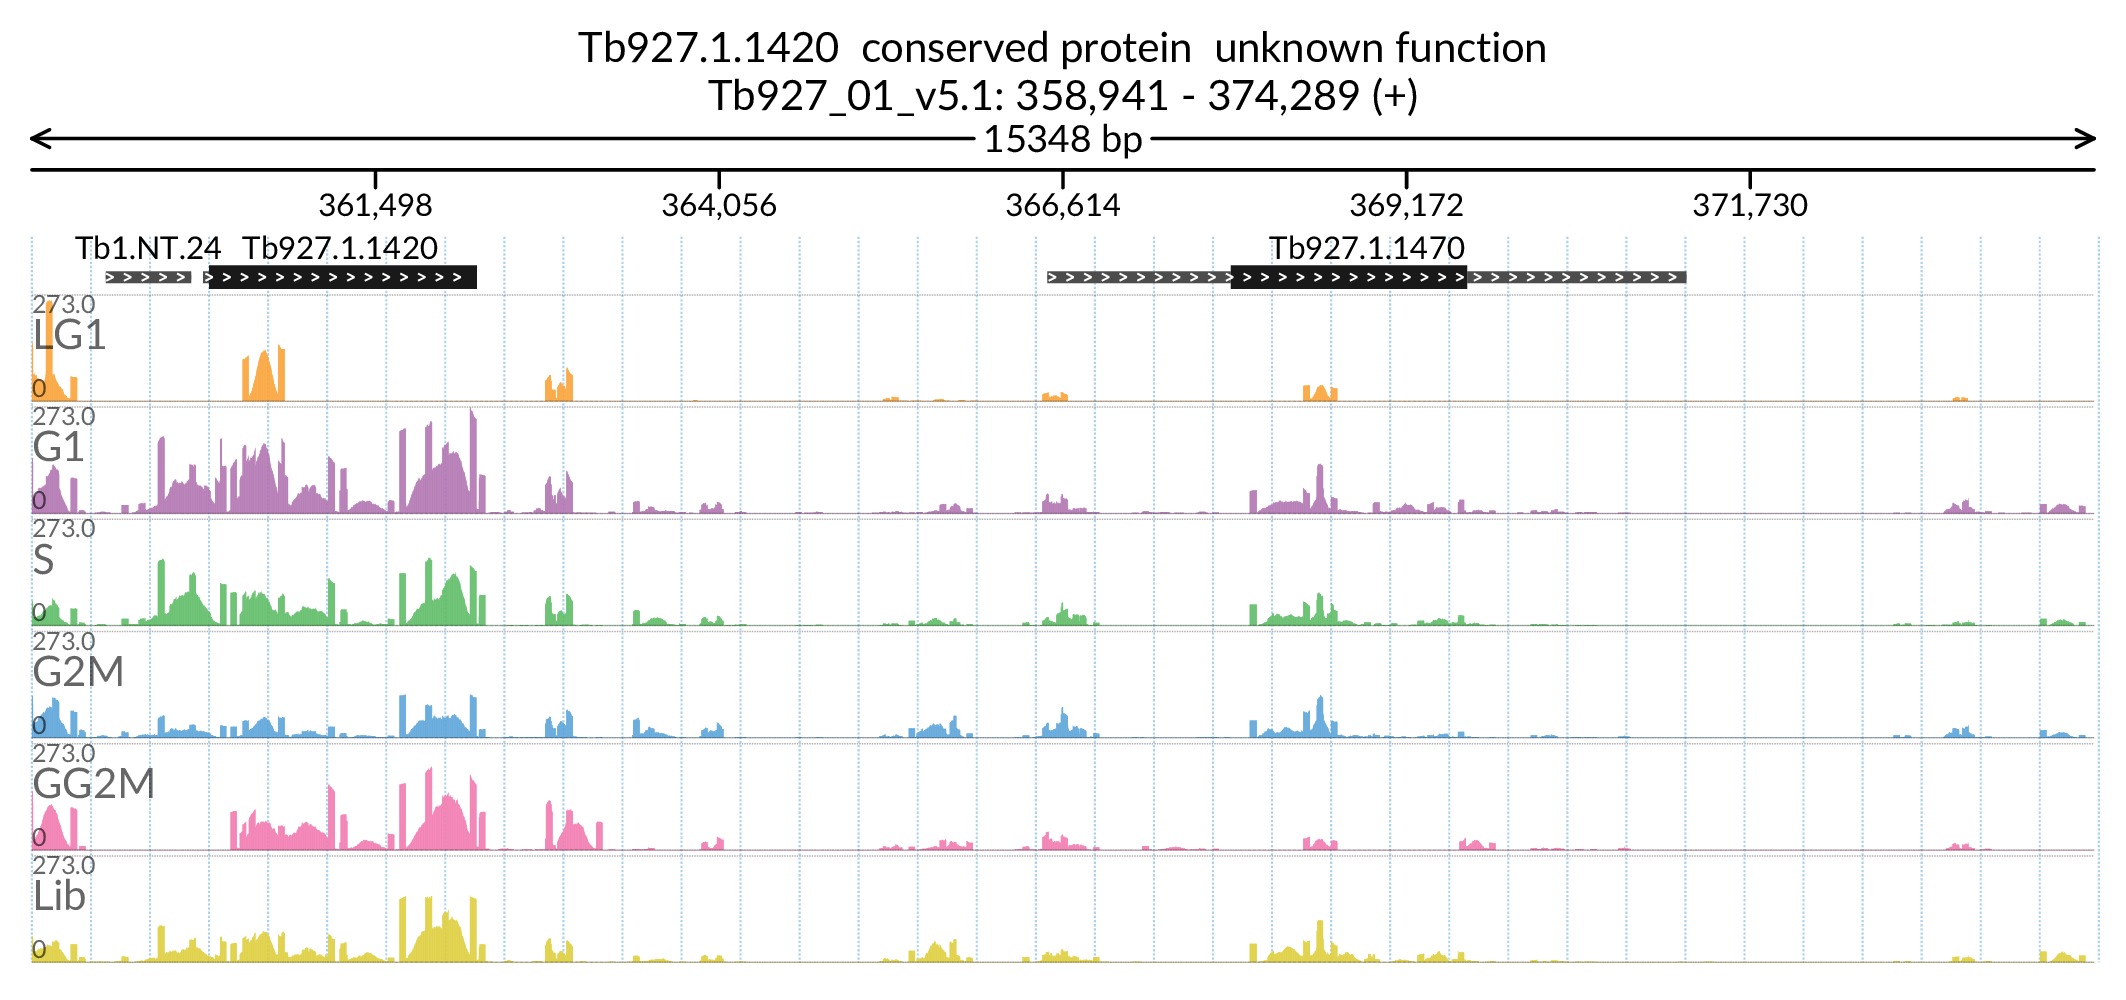 Tb927.1.1420  conserved protein  unknown function
Tb927_01_v5.1: 358,941 - 374,289 (+)
15348 bp
361,498 364,056 366,614 369,172 371,730
Tb1.NT.24 Tb927.1.1420 Tb927.1.1470
273.0
LG1
0
273.0
G1
0
273.0
S
0
273.0
G2M
0
273.0
GG2M
0
273.0
Lib
0